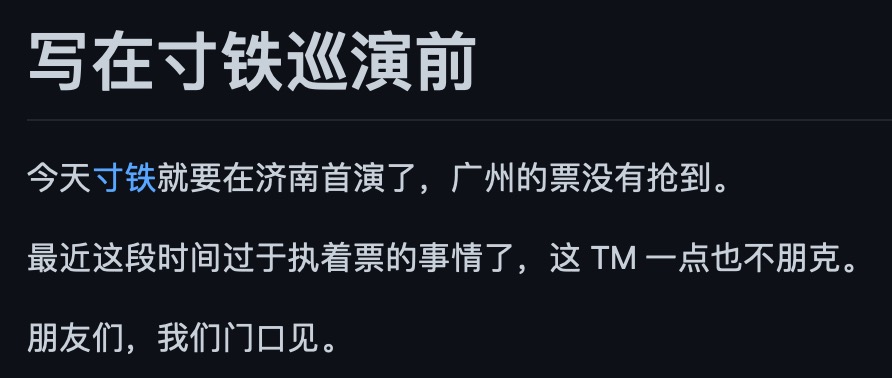 写在寸铁巡演前
今天寸铁就要在济南首演了，广州的票没有抢到。
最近这段时间过于执着票的事情了，这 TM 一点也不朋克。
朋友们，我们门口见。